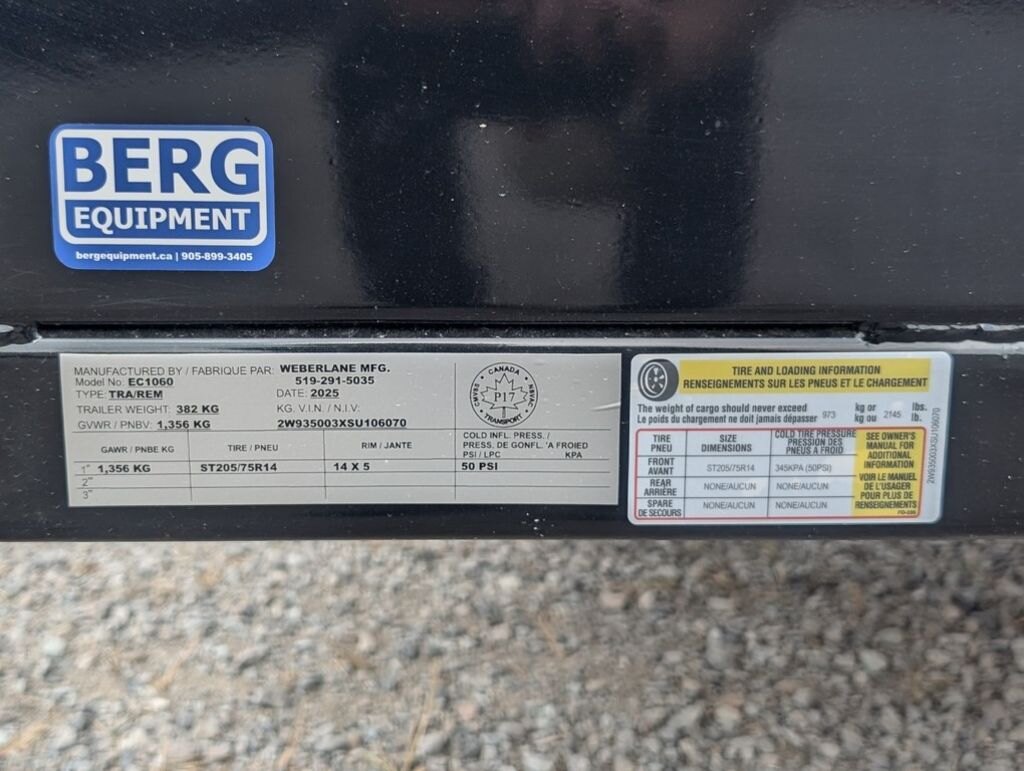 BERG
EQUIPMENT
bergequipment.ca | 905-899-3405
MANUFACTURED BY / FABRIQUE PAR: WEBERLANE MFG.
Model No: EC1060 519-291-5035
TYPE: TRA/REM DATE: 2025
TRAILER WEIGHT: 382 KG KG. V.I.N. / N.I.V:
GVWR / PNBV: 1,356 KG 2W935003XSU106070
CANADA
P17
TRANSPORT
NSVAC
GAWR / PNBE KG TIRE / PNEU RIM / JANTE COLD INFL. PRESS. /
PRESS. DE GONFL. 'A FROIED
PSI / LPC KPA
1" 1,356 KG ST205/75R14 14 X 5 50 PSI
2"
3"
TIRE AND LOADING INFORMATION
RENSEIGNEMENTS SUR LES PNEUS ET LE CHARGEMENT
The weight of cargo should never exceed kg or lbs.
Le poids du chargement ne doit jamais dépasser 973 kg ou 2145 lb.
TIRE SIZE COLD TIRE PRESSURE
PNEU DIMENSIONS PRESSION DES
PNEUS A FROID
FRONT
AVANT ST205/75R14 345KPA (50PSI)
REAR
ARRIÈRE NONE/AUCUN NONE/AUCUN
SPARE
DE SECOURS NONE/AUCUN NONE/AUCUN
SEE OWNER'S
MANUAL FOR
ADDITIONAL
INFORMATION
VOIR LE MANUEL
DE L'USAGER
POUR PLUS DE
RENSEIGNEMENTS
2W935003XSU106070